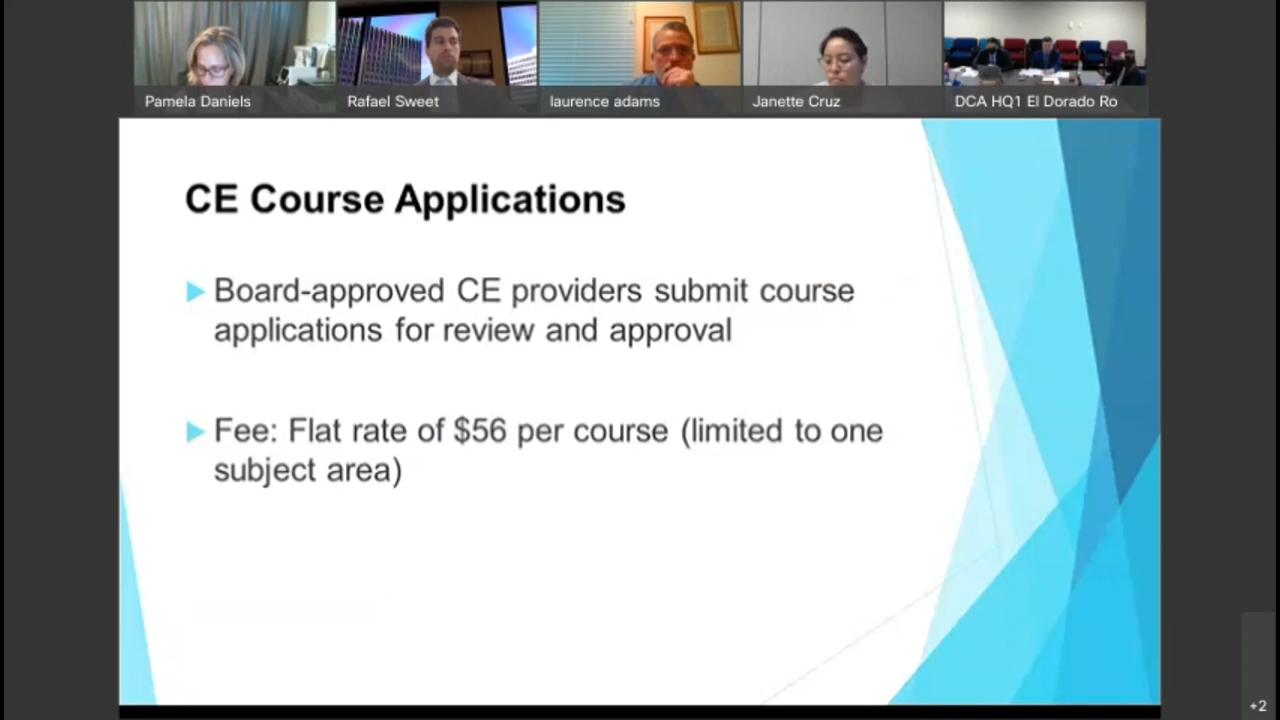 Pamela Daniels
Rafael Sweet
laurence adams
Janette Cruz
DCA HQ1 El Dorado Ro
CE Course Applications
Board-approved CE providers submit course
applications for review and approval
Fee: Flat rate of $56 per course (limited to one
subject area)
+2